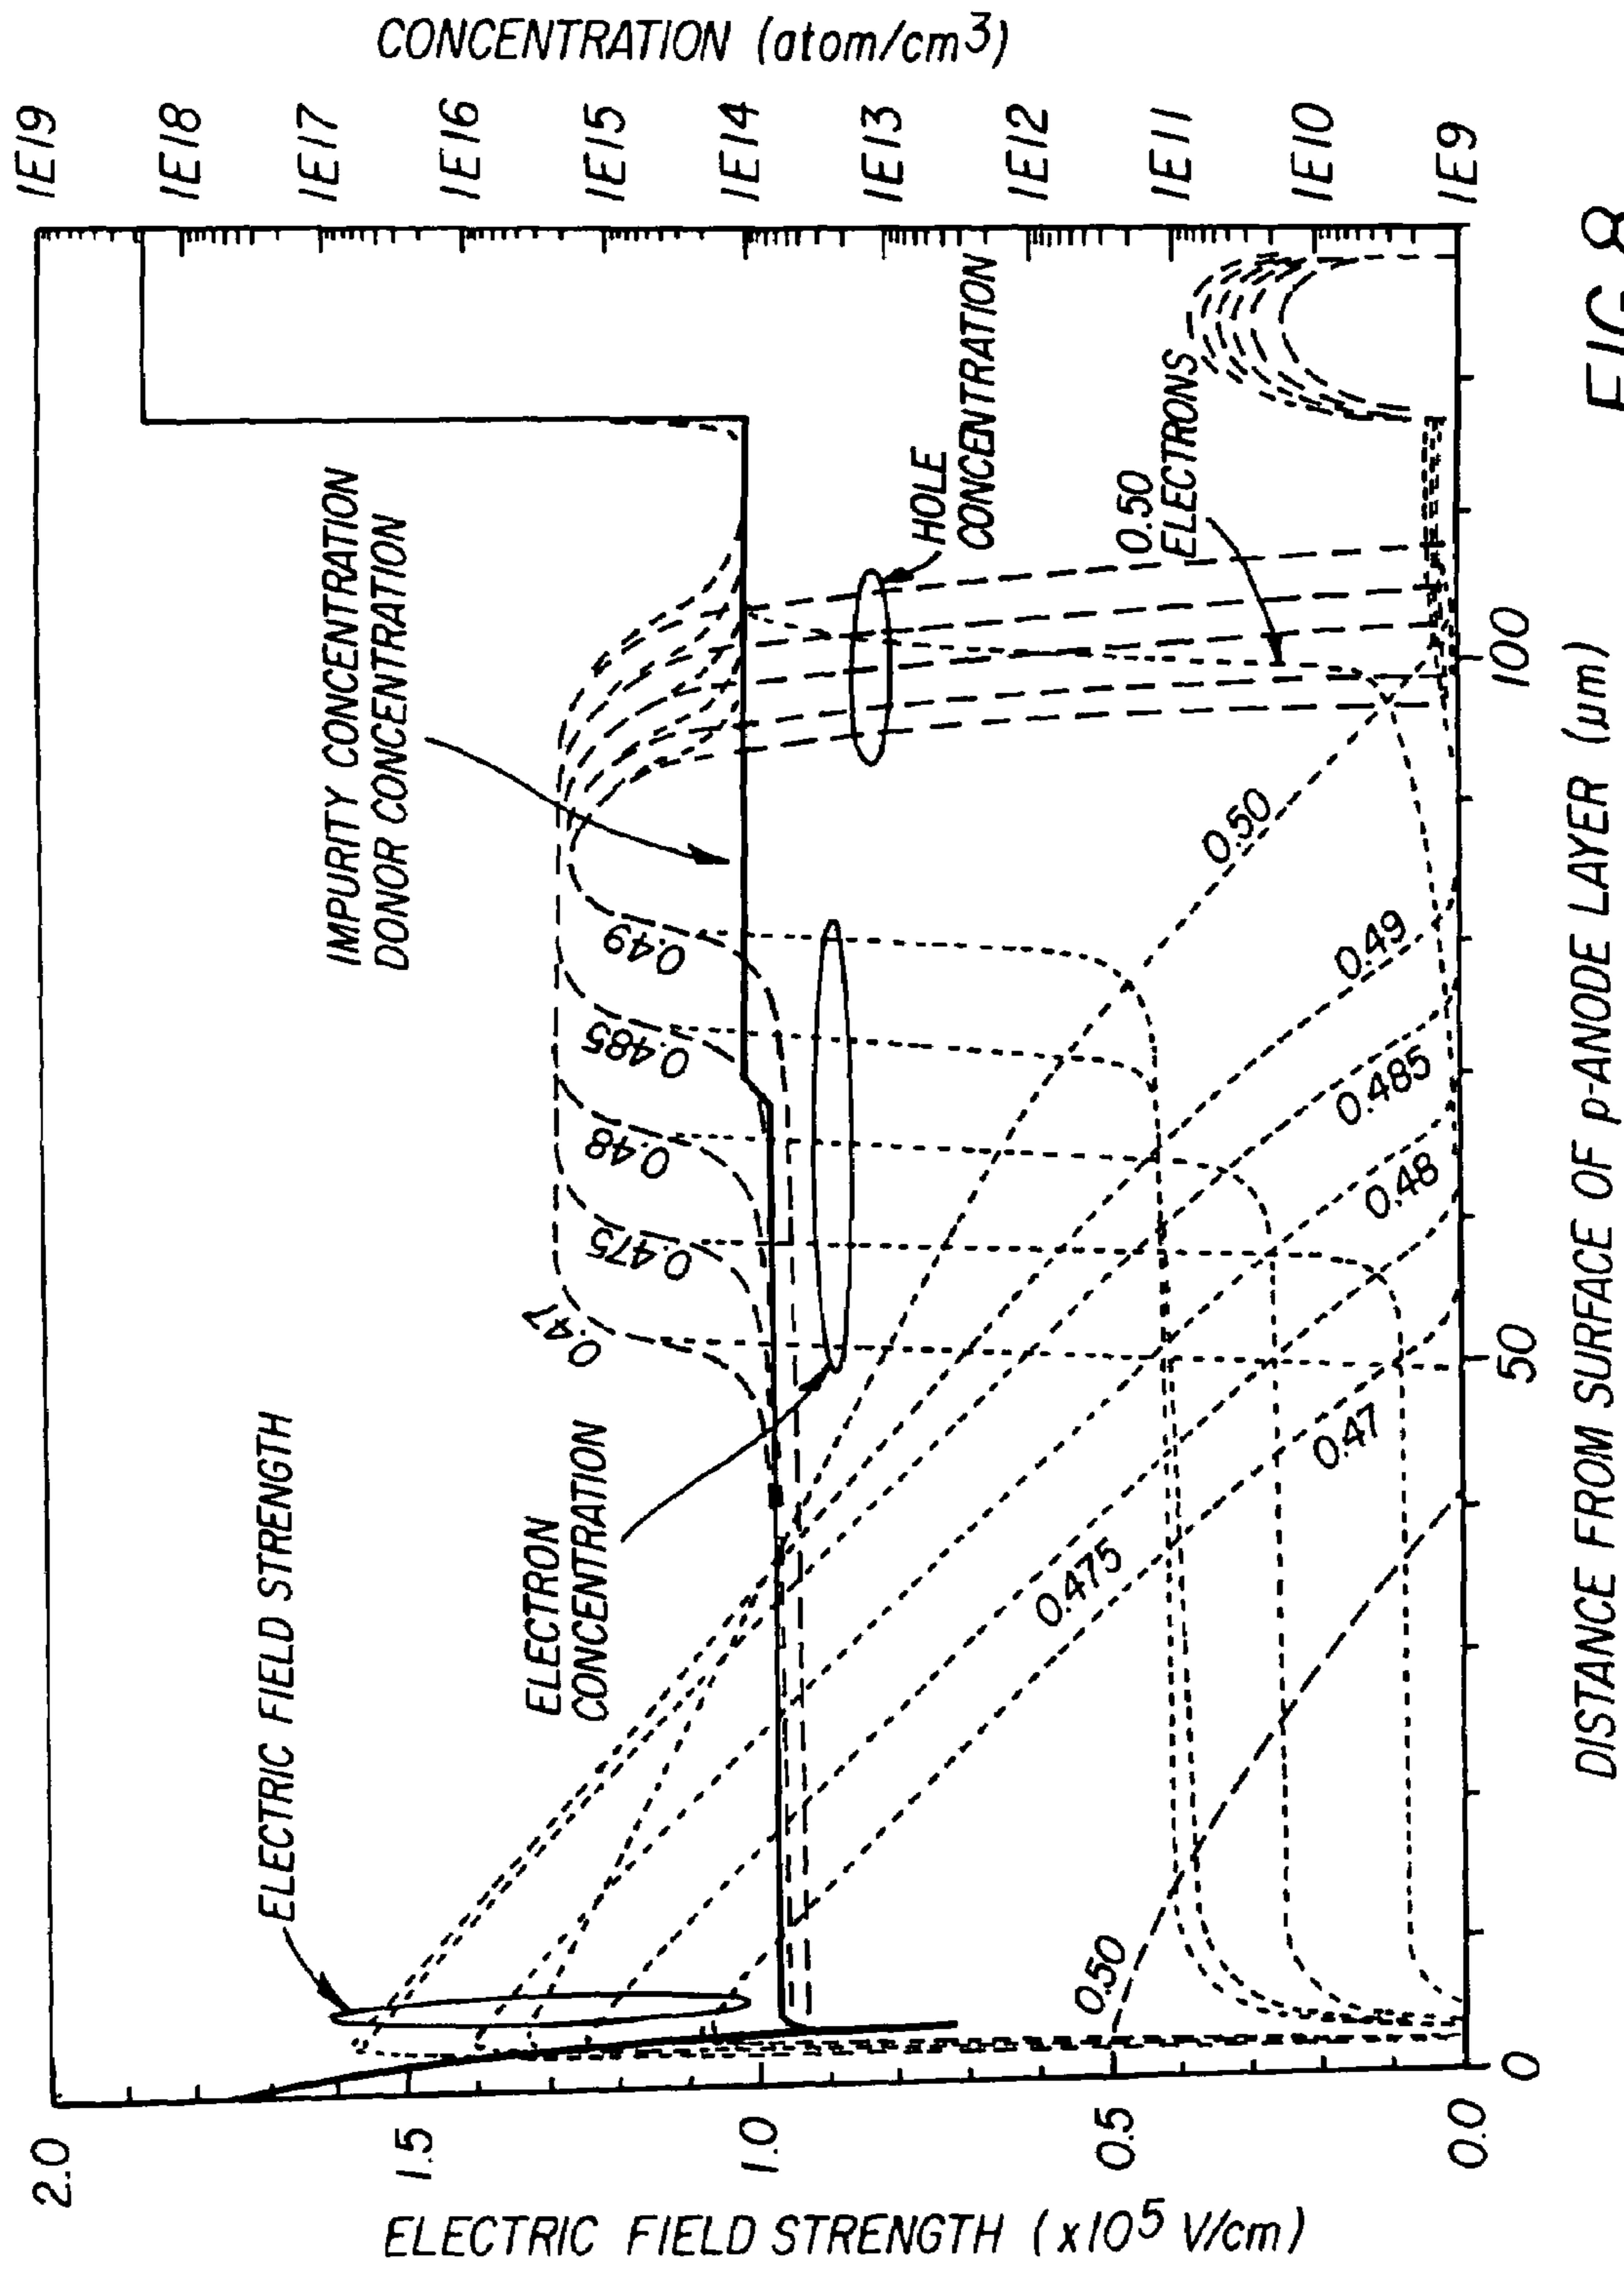 CONCENTRATION (atom/cm3)
IE19
IE18
IE17
IE16
IE15
IE14
IE13
IE12
IE11
IE10
IE9
IMPURITY CONCENTRATION
DONOR CONCENTRATION
HOLE
CONCENTRATION
0.50
ELECTRONS
0.49
0.485
0.48
0.475
0.47
0.50
0.49
0.485
0.48
0.47
0.475
0.50
ELECTRIC FIELD STRENGTH
ELECTRON
CONCENTRATION
2.0
1.5
1.0
0.5
0.0
ELECTRIC FIELD STRENGTH (x105 V/cm)
0
50
100
DISTANCE FROM SURFACE OF p-ANODE LAYER (µm)
FIG. 8